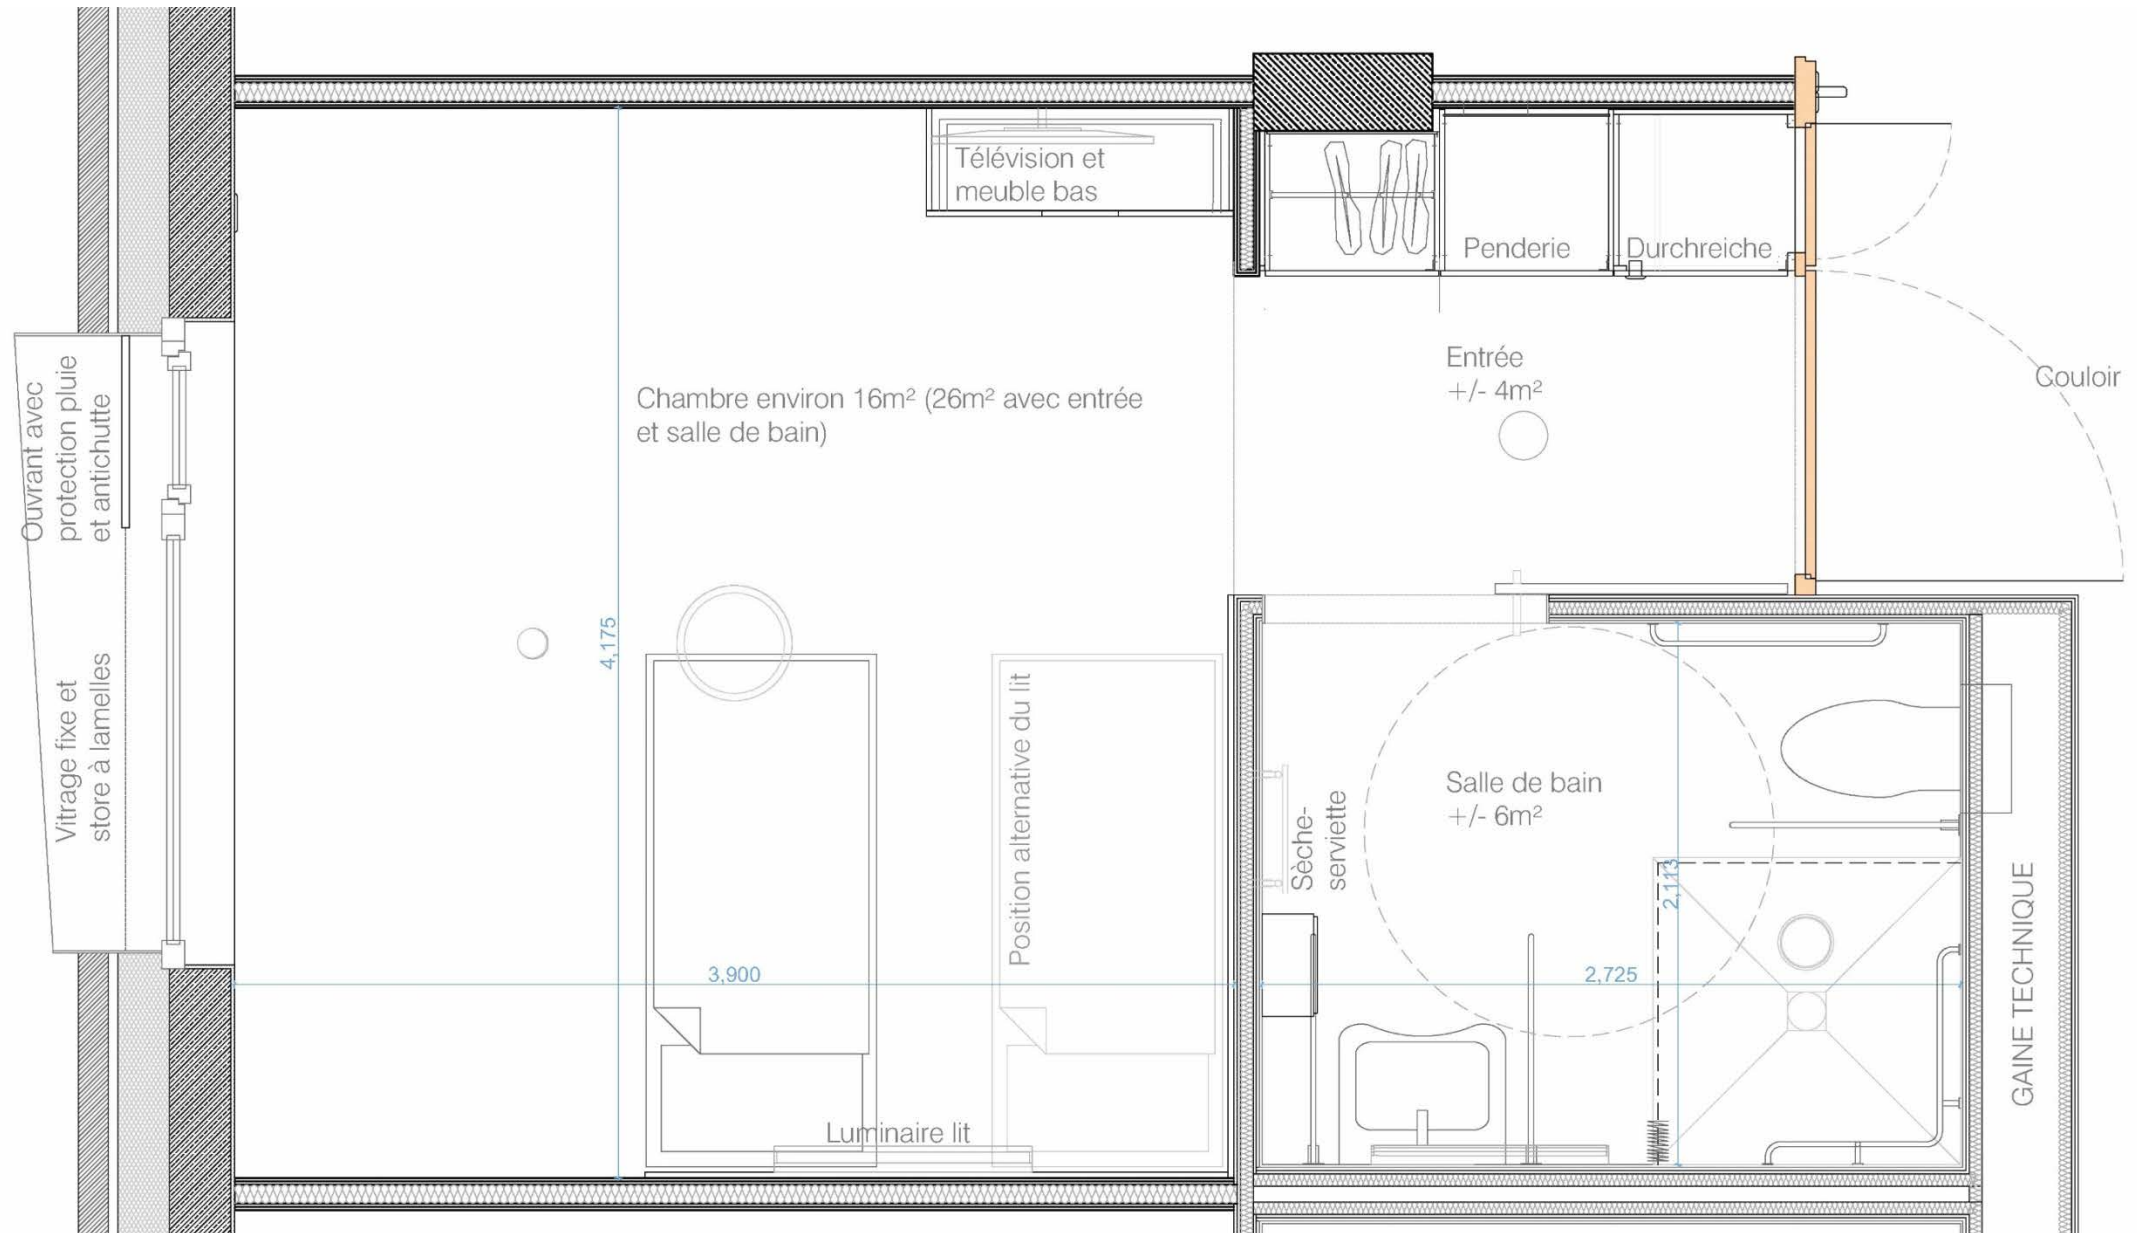 Télévision et
meuble bas
Penderie
Durchreiche
Ouvrant avec
protection pluie
et antichutte
Chambre environ 16m² (26m² avec entrée
et salle de bain)
Entrée
+/- 4m²
Couloir
4,175
Vitrage fixe et
store à lamelles
Position alternative du lit
Sèche-
serviette
Salle de bain
+/- 6m²
2,113
3,900
2,725
GAINE TECHNIQUE
Luminaire lit